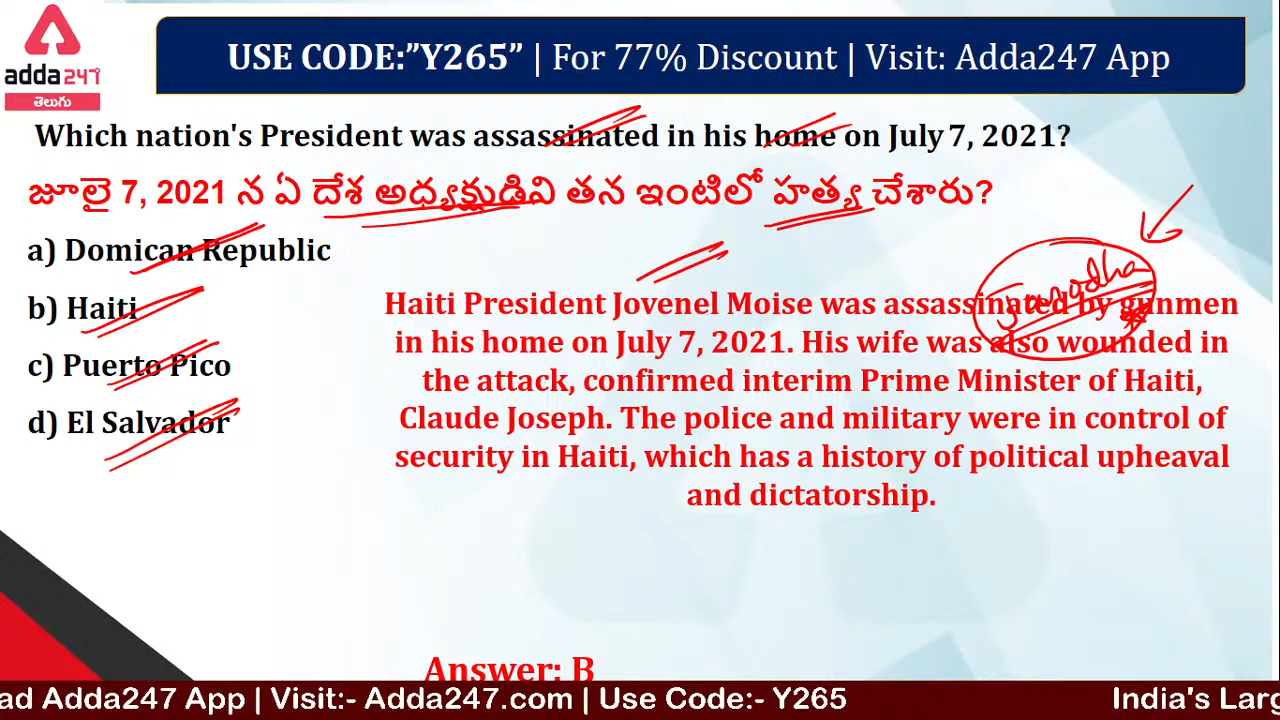 adda247
తెలుగు
USE CODE:”Y265” | For 77% Discount | Visit: Adda247 App
Which nation's President was assassinated in his home on July 7, 2021?
జూలై 7, 2021 న ఏ దేశ అధ్యక్షుడివి తన ఇంటిలో హత్య చేశారు?
a) Domican Republic
b) Haiti
c) Puerto Pico
d) El Salvador
Haiti President Jovenel Moise was assassinated by gunmen
in his home on July 7, 2021. His wife was also wounded in
the attack, confirmed interim Prime Minister of Haiti,
Claude Joseph. The police and military were in control of
security in Haiti, which has a history of political upheaval
and dictatorship.
Answer: B
ad Adda247 App | Visit:- Adda247.com | Use Code:- Y265 India's Larg